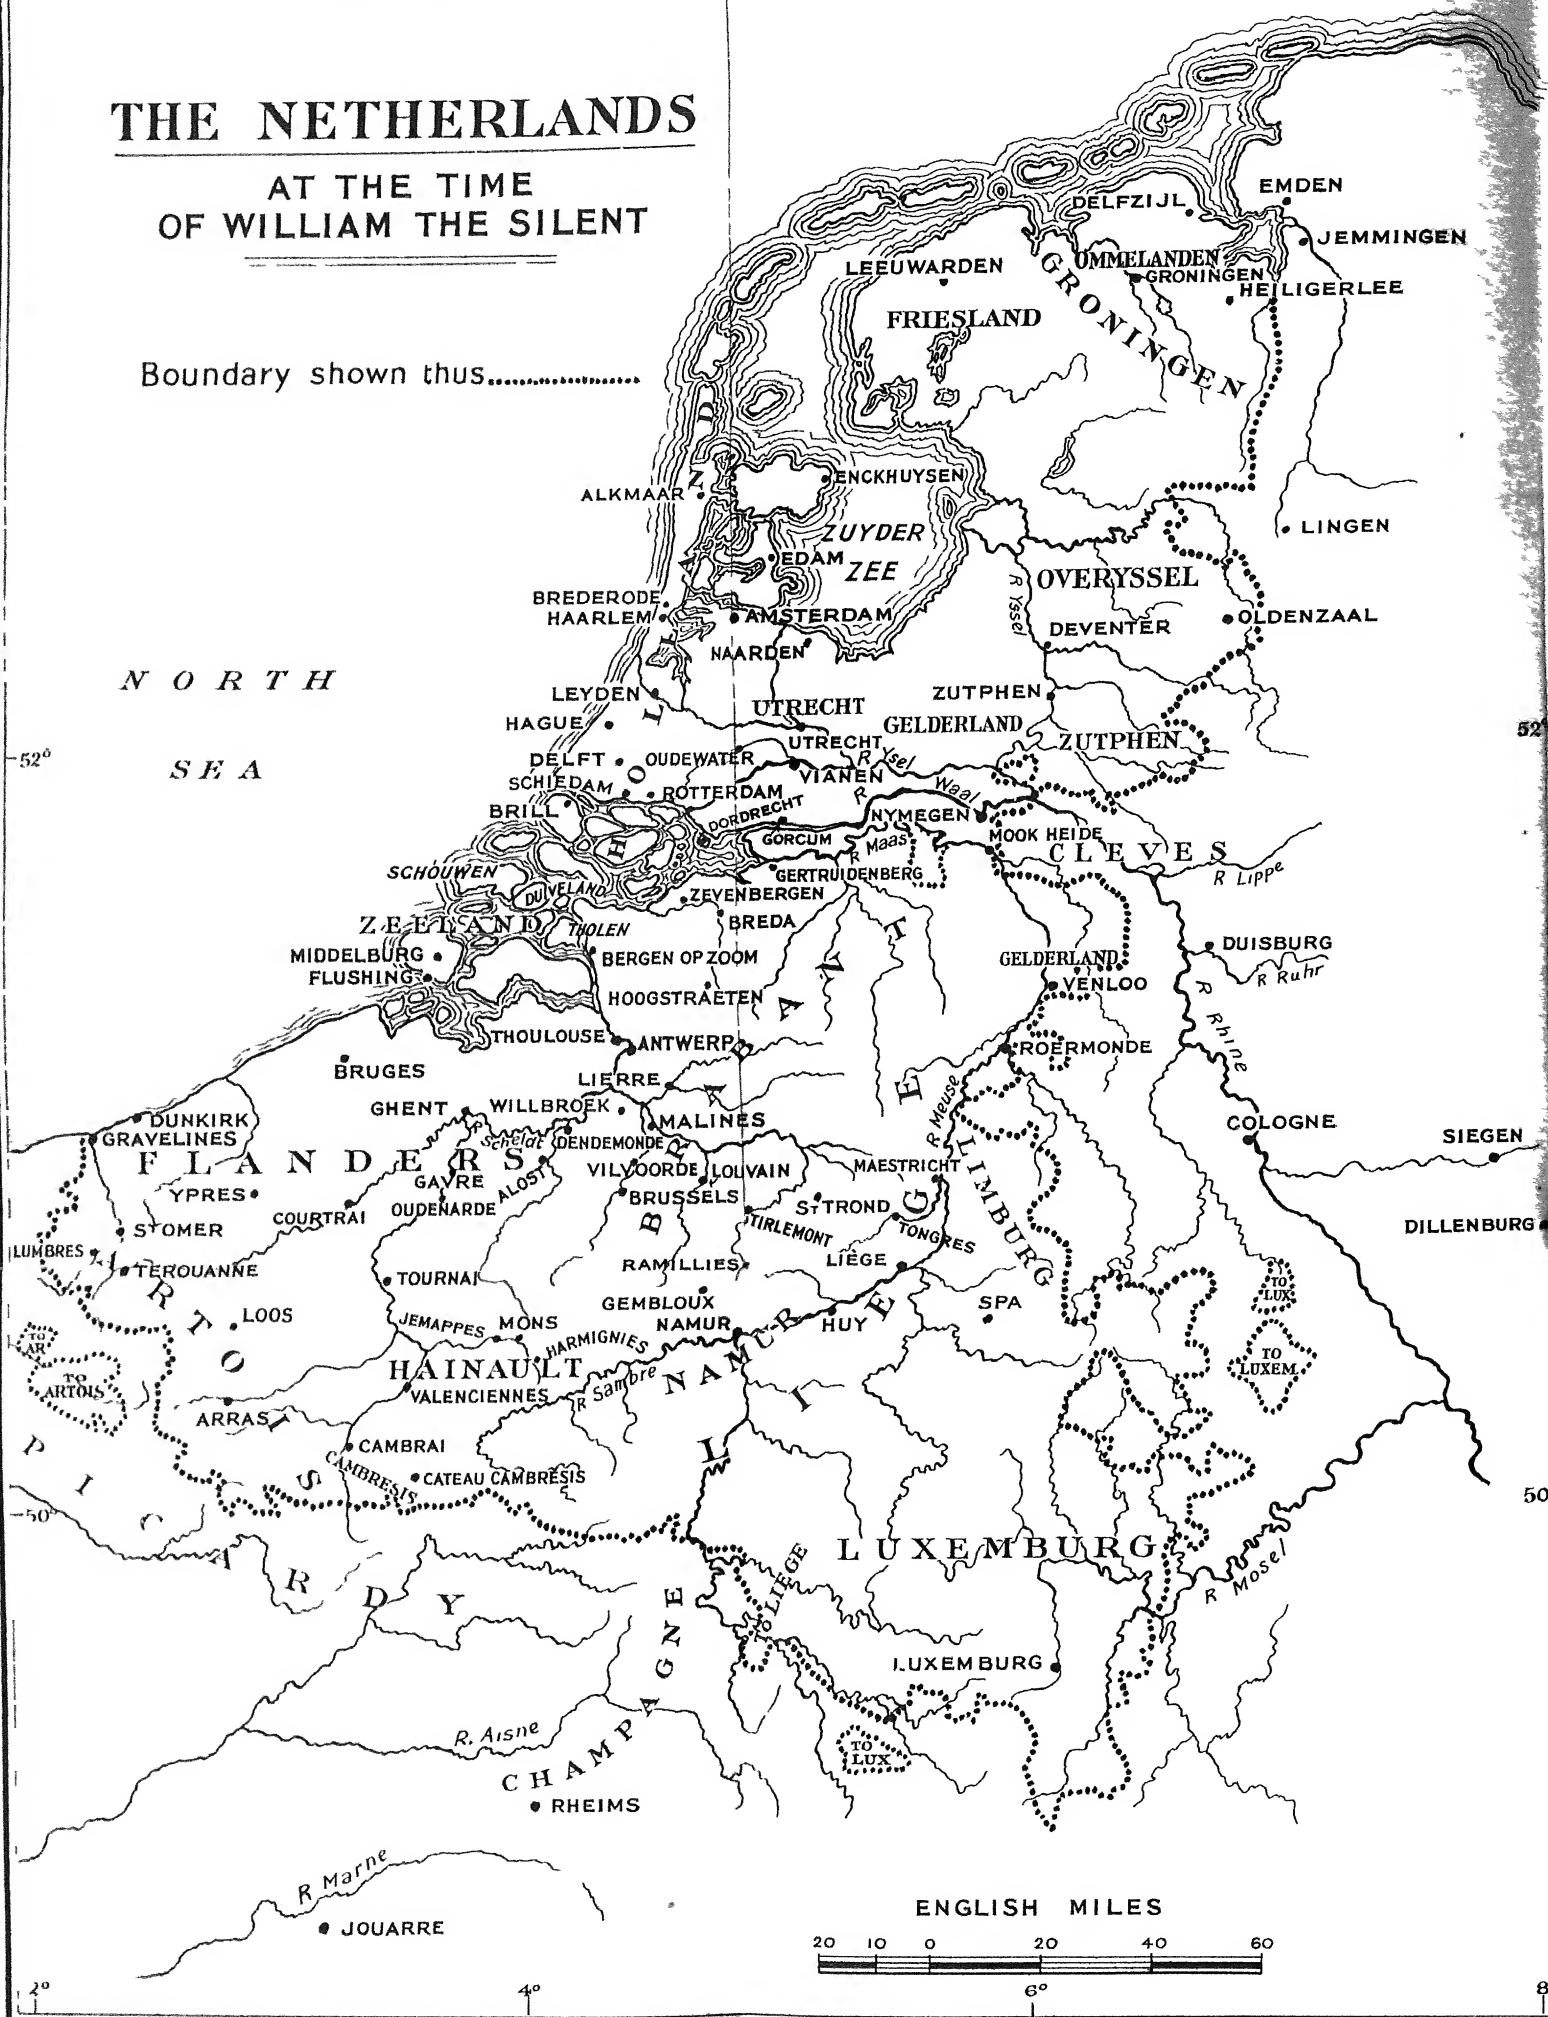 THE NETHERLANDS
AT THE TIME
OF WILLIAM THE SILENT
Boundary shown thus
EMDEN
DELFZIJL
JEMMINGEN
OMMELANDEN
LEEUWARDEN
GRONINGEN
HEILIGERLEE
FRIESLAND
GRONINGEN
ENCKHUYSEN
ALKMAAR
ZUYDER
ZEE
LINGEN
EDAM
R Yssel
OVERYSSEL
BREDERODE
HAARLEM
AMSTERDAM
OLDENZAAL
DEVENTER
NAARDEN
HOLLAND
NORTH
SEA
LEYDEN
ZUTPHEN
UTRECHT
HAGUE
GELDERLAND
52°
52°
UTRECHT
ZUTPHEN
DELFT
OUDEWATER
R Ysel
VIANEN
SCHIEDAM
ROTTERDAM
R Waal
BRILL
DORDRECHT
NYMEGEN
GORCUM
MOOK HEIDE
R Maas
CLEVES
SCHOUWEN
GERTRUIDENBERG
R Lippe
DUIVELAND
ZEVENBERGEN
ZEELAND
THOLEN
BREDA
MIDDELBURG
BERGEN OP ZOOM
GELDERLAND
DUISBURG
FLUSHING
R Ruhr
VENLOO
HOOGSTRAETEN
R Rhine
THOULOUSE
ANTWERP
ROERMONDE
BRABANT
BRUGES
LIERRE
R Meuse
GHENT
WILLBROEK
DUNKIRK
MALINES
COLOGNE
GRAVELINES
R Scheldt
DENDEMONDE
SIEGEN
FLANDERS
VILVOORDE
LOUVAIN
MAESTRICHT
LIMBURG
GAVRE
ALOST
YPRES
BRUSSELS
ST TROND
COURTRAI
OUDENARDE
TIRLEMONT
TONGRES
DILLENBURG
ST OMER
LUMBRES
TEROUANNE
TOURNAI
RAMILLIES
LIÉGE
TO
LUX
ARTOIS
LOOS
GEMBLOUX
SPA
JEMAPPES
MONS
NAMUR
HUY
HARMIGNIES
TO
AR
HAINAULT
NAMUR
LIEGE
TO
LUXEM.
TO
ARTOIS
R Sambre
VALENCIENNES
ARRAS
CAMBRAI
CAMBRESIS
CATEAU CAMBRÉSIS
PICARDY
50°
50
LUXEMBURG
TO LIEGE
R Mosel
LUXEMBURG
CHAMPAGNE
R. Aisne
TO
LUX
RHEIMS
R Marne
JOUARRE
ENGLISH MILES
20 10 0 20 40 60
2° 4° 6° 8